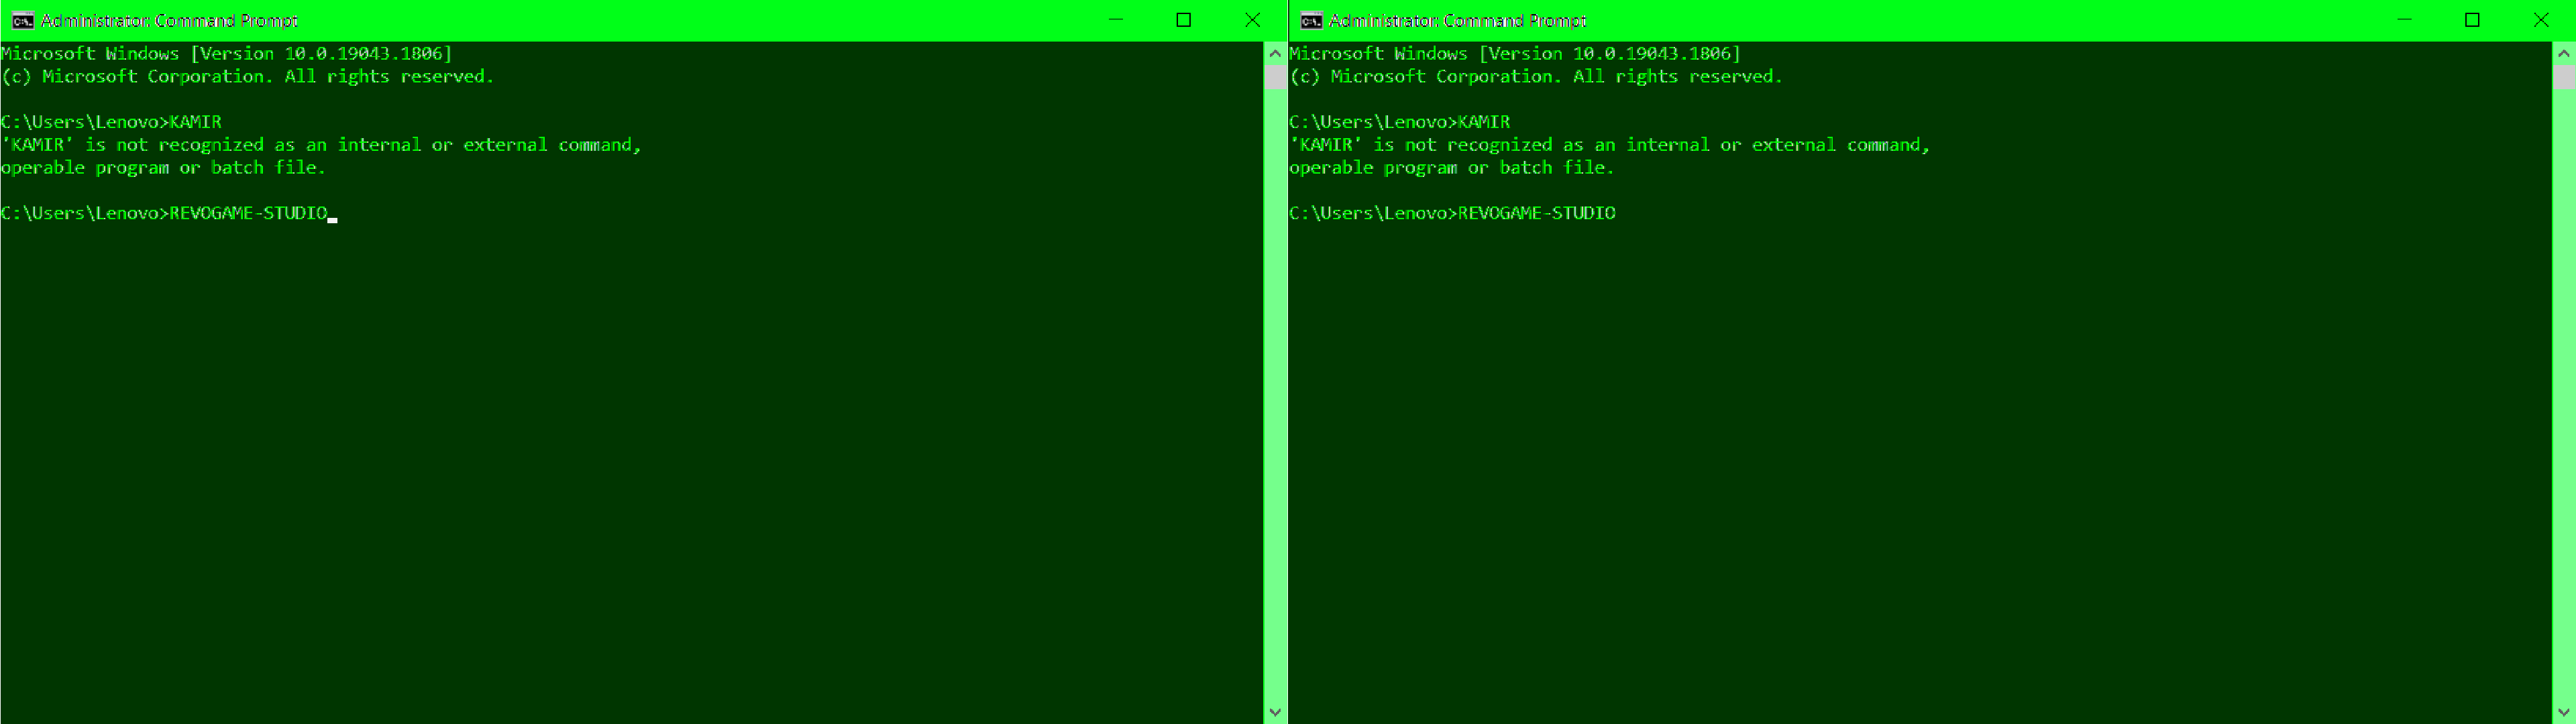 Administrator: Command Prompt
Microsoft Windows [Version 10.0.19043.1806]
(c) Microsoft Corporation. All rights reserved.
C:\Users\Lenovo>KAMIR
'KAMIR' is not recognized as an internal or external command,
operable program or batch file.
C:\Users\Lenovo>REVOGAME-STUDIO
Administrator: Command Prompt
Microsoft Windows [Version 10.0.19043.1806]
(c) Microsoft Corporation. All rights reserved.
C:\Users\Lenovo>KAMIR
'KAMIR' is not recognized as an internal or external command,
operable program or batch file.
C:\Users\Lenovo>REVOGAME-STUDIO